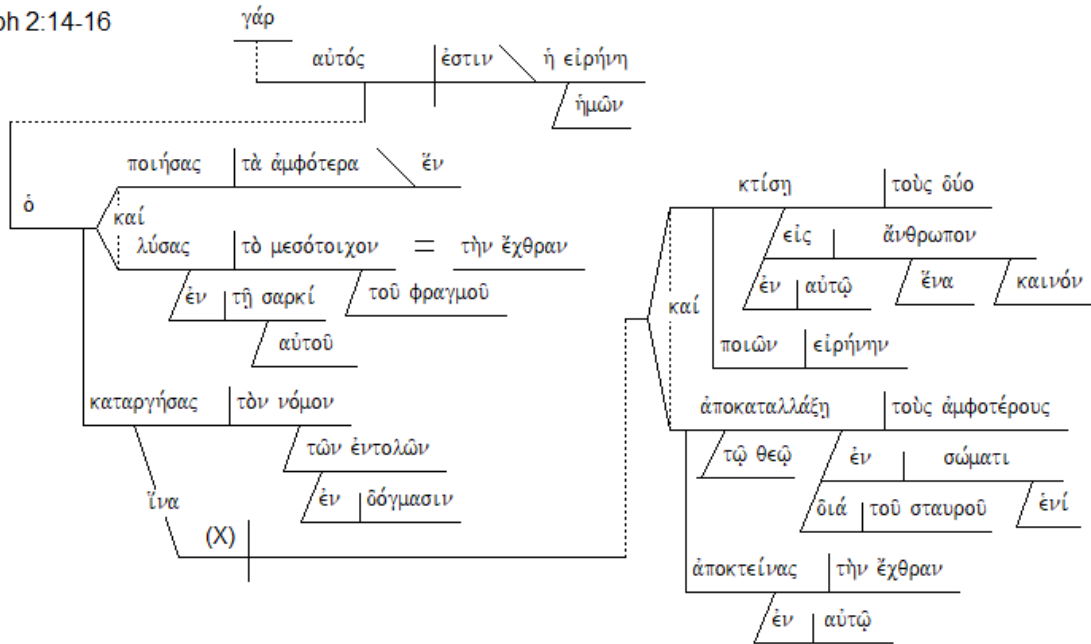 ph 2:14-16
γάρ
αὐτός ἐστιν ἡ εἰρήνη
ἡμῶν
ὁ
ποιήσας τὰ ἀμφότερα ἕν
καί
λύσας τὸ μεσότοιχον = τὴν ἔχθραν
ἐν τῇ σαρκί τοῦ φραγμοῦ
αὐτοῦ
καταργήσας τὸν νόμον
τῶν ἐντολῶν
ἐν δόγμασιν
ἵνα
(X)
καί
κτίσῃ τοὺς δύο
εἰς ἄνθρωπον
ἐν αὐτῷ ἕνα καινόν
ποιῶν εἰρήνην
ἀποκαταλλάξῃ τοὺς ἀμφοτέρους
τῷ θεῷ ἐν σώματι
διά τοῦ σταυροῦ ἑνί
ἀποκτείνας τὴν ἔχθραν
ἐν αὐτῷ